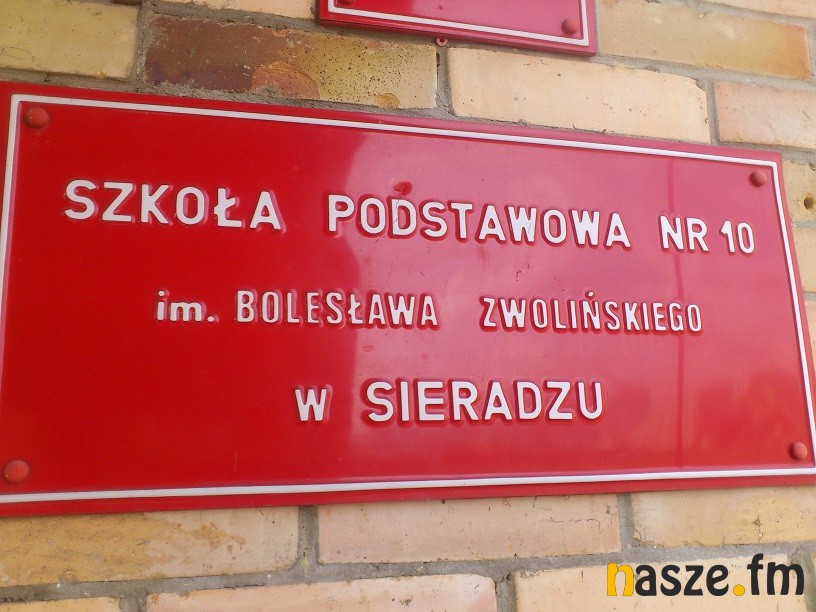 SZKOŁA PODSTAWOWA NR 10
im. BOLESŁAWA ZWOLIŃSKIEGO
w SIERADZU
nasze.fm